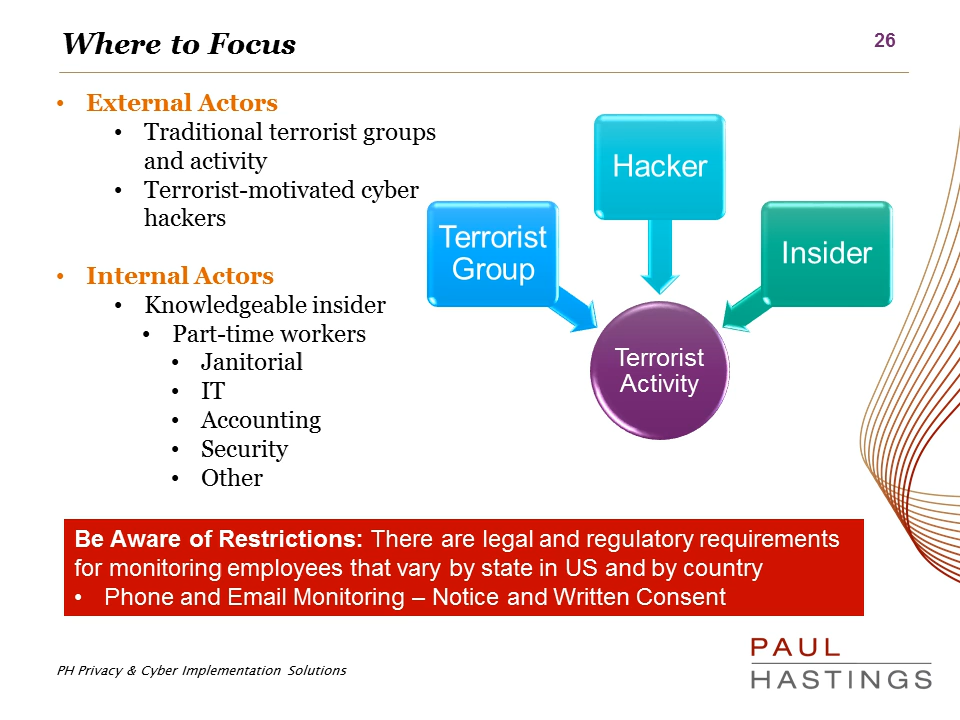 Where to Focus
26
• External Actors
• Traditional terrorist groups
and activity
• Terrorist-motivated cyber
hackers
• Internal Actors
• Knowledgeable insider
• Part-time workers
• Janitorial
• IT
• Accounting
• Security
• Other
Hacker
Terrorist
Group
Insider
Terrorist
Activity
Be Aware of Restrictions: There are legal and regulatory requirements
for monitoring employees that vary by state in US and by country
• Phone and Email Monitoring – Notice and Written Consent
PH Privacy & Cyber Implementation Solutions
PAUL
HASTINGS